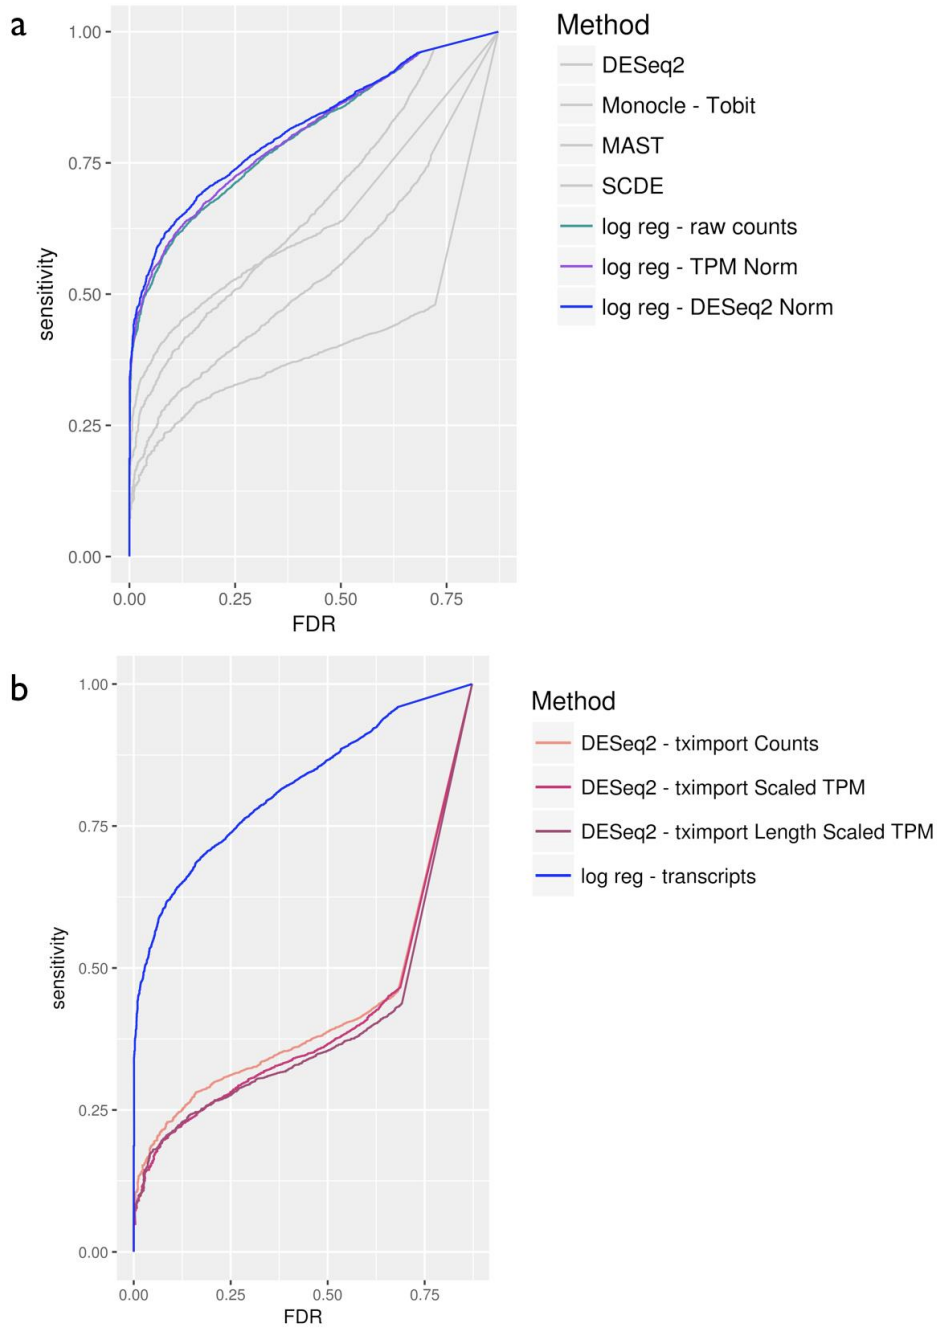 a
Method
DESeq2
Monocle - Tobit
MAST
SCDE
log reg - raw counts
log reg - TPM Norm
log reg - DESeq2 Norm
sensitivity
1.00
0.75
0.50
0.25
0.00
0.00 0.25 0.50 0.75
FDR
b
Method
DESeq2 - tximport Counts
DESeq2 - tximport Scaled TPM
DESeq2 - tximport Length Scaled TPM
log reg - transcripts
sensitivity
1.00
0.75
0.50
0.25
0.00
0.00 0.25 0.50 0.75
FDR